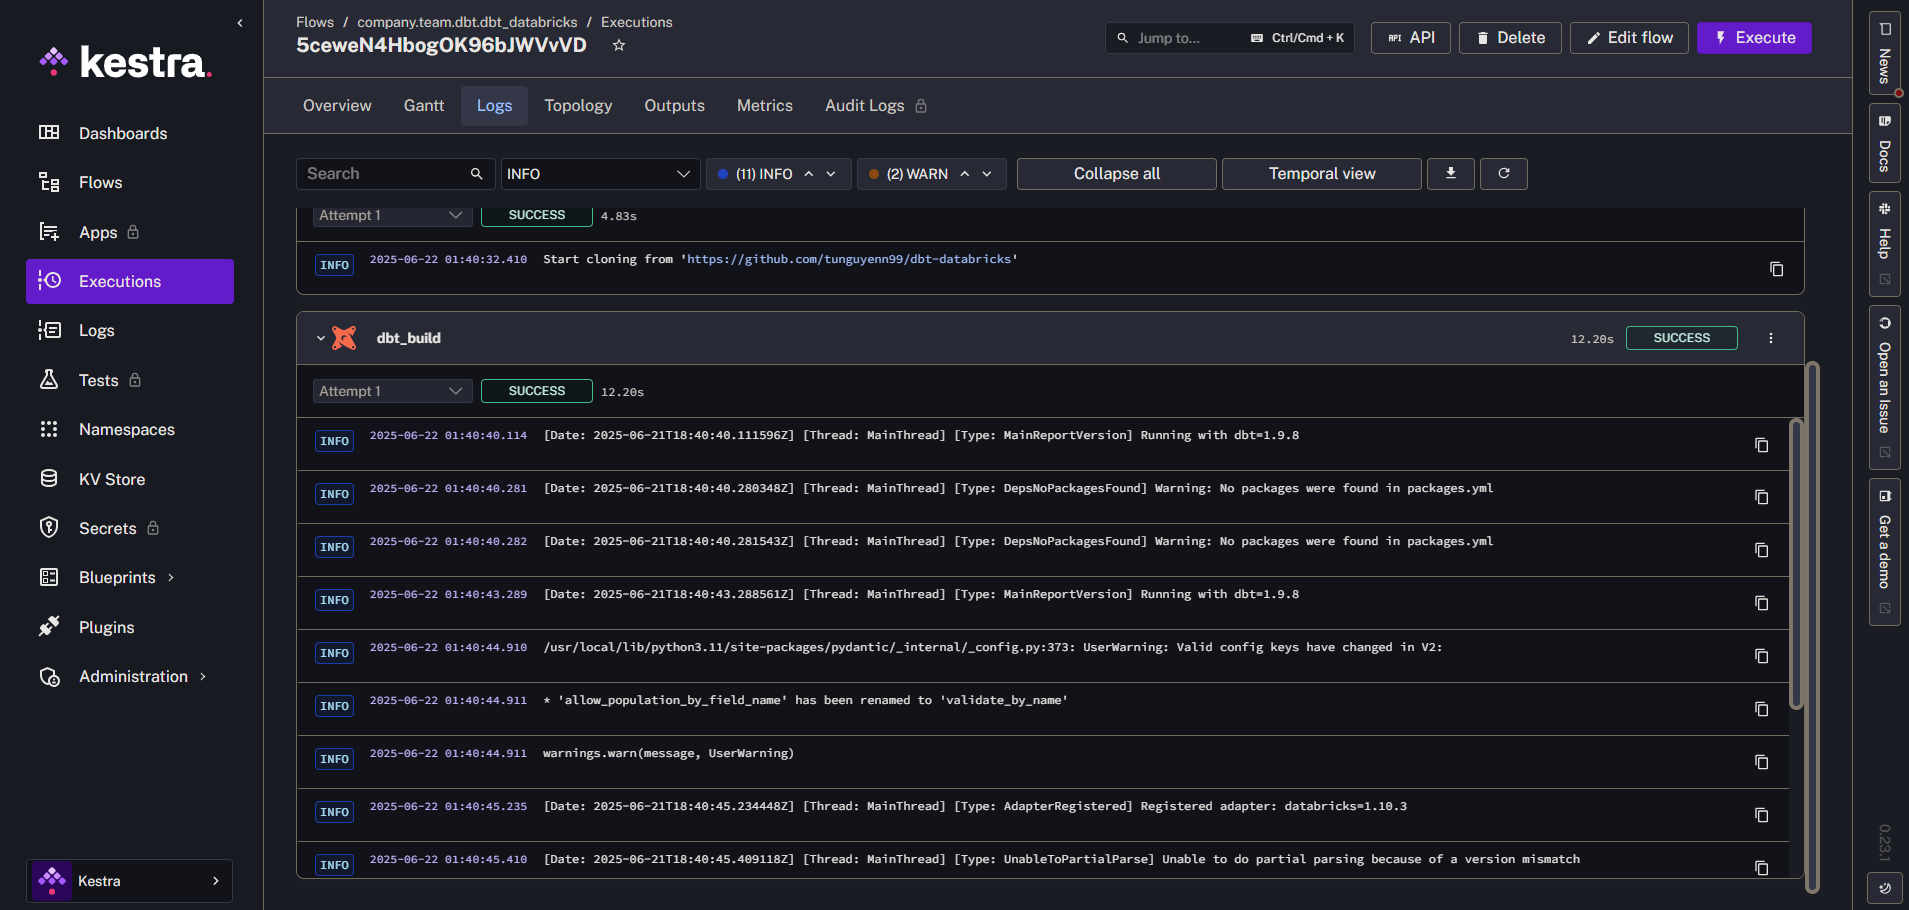 kestra.
Dashboards
Flows
Apps
Executions
Logs
Tests
Namespaces
KV Store
Secrets
Blueprints
Plugins
Administration
Kestra
Flows / company.team.dbt.dbt_databricks / Executions
5ceweN4HbogOK96bJWVvVD
Jump to... Ctrl/Cmd + K
API API
Delete
Edit flow
Execute
Overview Gantt Logs Topology Outputs Metrics Audit Logs
Search INFO (11) INFO (2) WARN Collapse all Temporal view
Attempt 1 SUCCESS 4.83s
INFO 2025-06-22 01:40:32.410 Start cloning from 'https://github.com/tunguyenn99/dbt-databricks'
dbt_build 12.20s SUCCESS
Attempt 1 SUCCESS 12.20s
INFO 2025-06-22 01:40:40.114 [Date: 2025-06-21T18:40:40.111596Z] [Thread: MainThread] [Type: MainReportVersion] Running with dbt=1.9.8
INFO 2025-06-22 01:40:40.281 [Date: 2025-06-21T18:40:40.280348Z] [Thread: MainThread] [Type: DepsNoPackagesFound] Warning: No packages were found in packages.yml
INFO 2025-06-22 01:40:40.282 [Date: 2025-06-21T18:40:40.281543Z] [Thread: MainThread] [Type: DepsNoPackagesFound] Warning: No packages were found in packages.yml
INFO 2025-06-22 01:40:43.289 [Date: 2025-06-21T18:40:43.288561Z] [Thread: MainThread] [Type: MainReportVersion] Running with dbt=1.9.8
INFO 2025-06-22 01:40:44.910 /usr/local/lib/python3.11/site-packages/pydantic/_internal/_config.py:373: UserWarning: Valid config keys have changed in V2:
INFO 2025-06-22 01:40:44.911 * 'allow_population_by_field_name' has been renamed to 'validate_by_name'
INFO 2025-06-22 01:40:44.911 warnings.warn(message, UserWarning)
INFO 2025-06-22 01:40:45.235 [Date: 2025-06-21T18:40:45.234448Z] [Thread: MainThread] [Type: AdapterRegistered] Registered adapter: databricks=1.10.3
INFO 2025-06-22 01:40:45.410 [Date: 2025-06-21T18:40:45.409118Z] [Thread: MainThread] [Type: UnableToPartialParse] Unable to do partial parsing because of a version mismatch
News
Docs
Help
Open an Issue
Get a demo
0.23.1